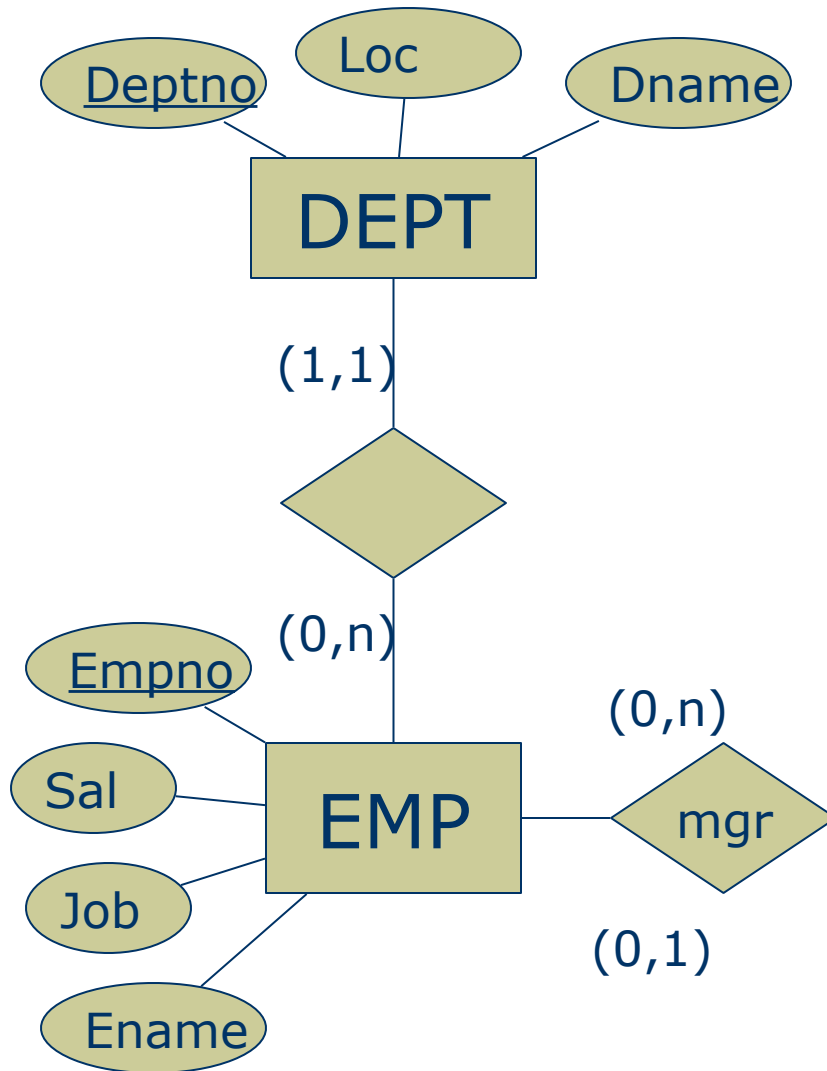 Loc
Deptno
Dname
DEPT
(1,1)
(0,n)
Empno
(0,n)
Sal
EMP
mgr
Job
(0,1)
Ename